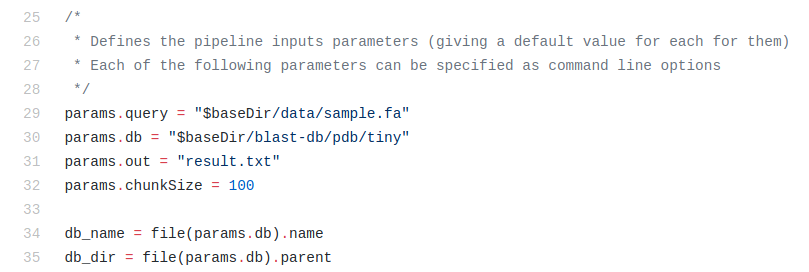 25 /*
26  * Defines the pipeline inputs parameters (giving a default value for each for them)
27  * Each of the following parameters can be specified as command line options
28  */
29 params.query = "$baseDir/data/sample.fa"
30 params.db = "$baseDir/blast-db/pdb/tiny"
31 params.out = "result.txt"
32 params.chunkSize = 100
33
34 db_name = file(params.db).name
35 db_dir = file(params.db).parent